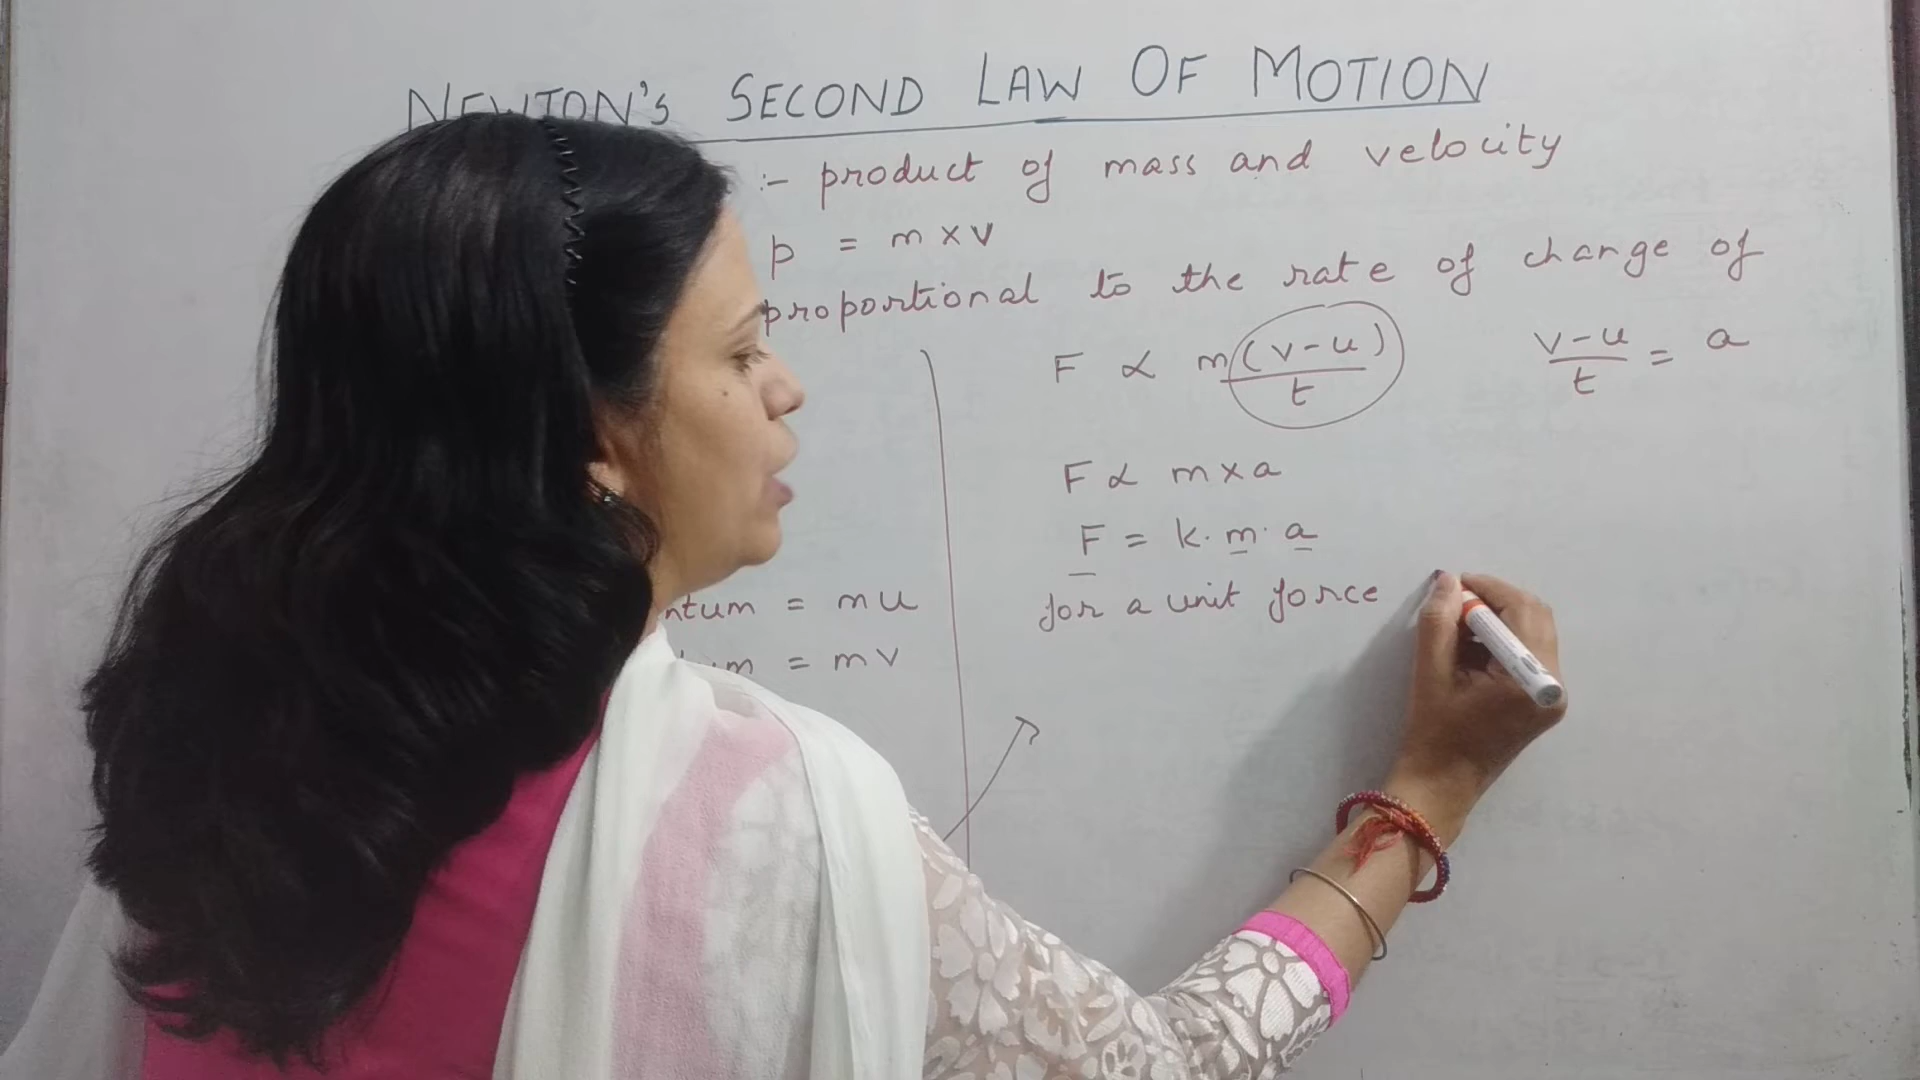 NEWTON'S SECOND LAW OF MOTION
:- product of mass and velocity
p = m x v
proportional to the rate of change of
F ∝ m(v-u)/t
v-u/t = a
F ∝ m x a
F = k. m. a
for a unit force
ntum = mu
m = mv